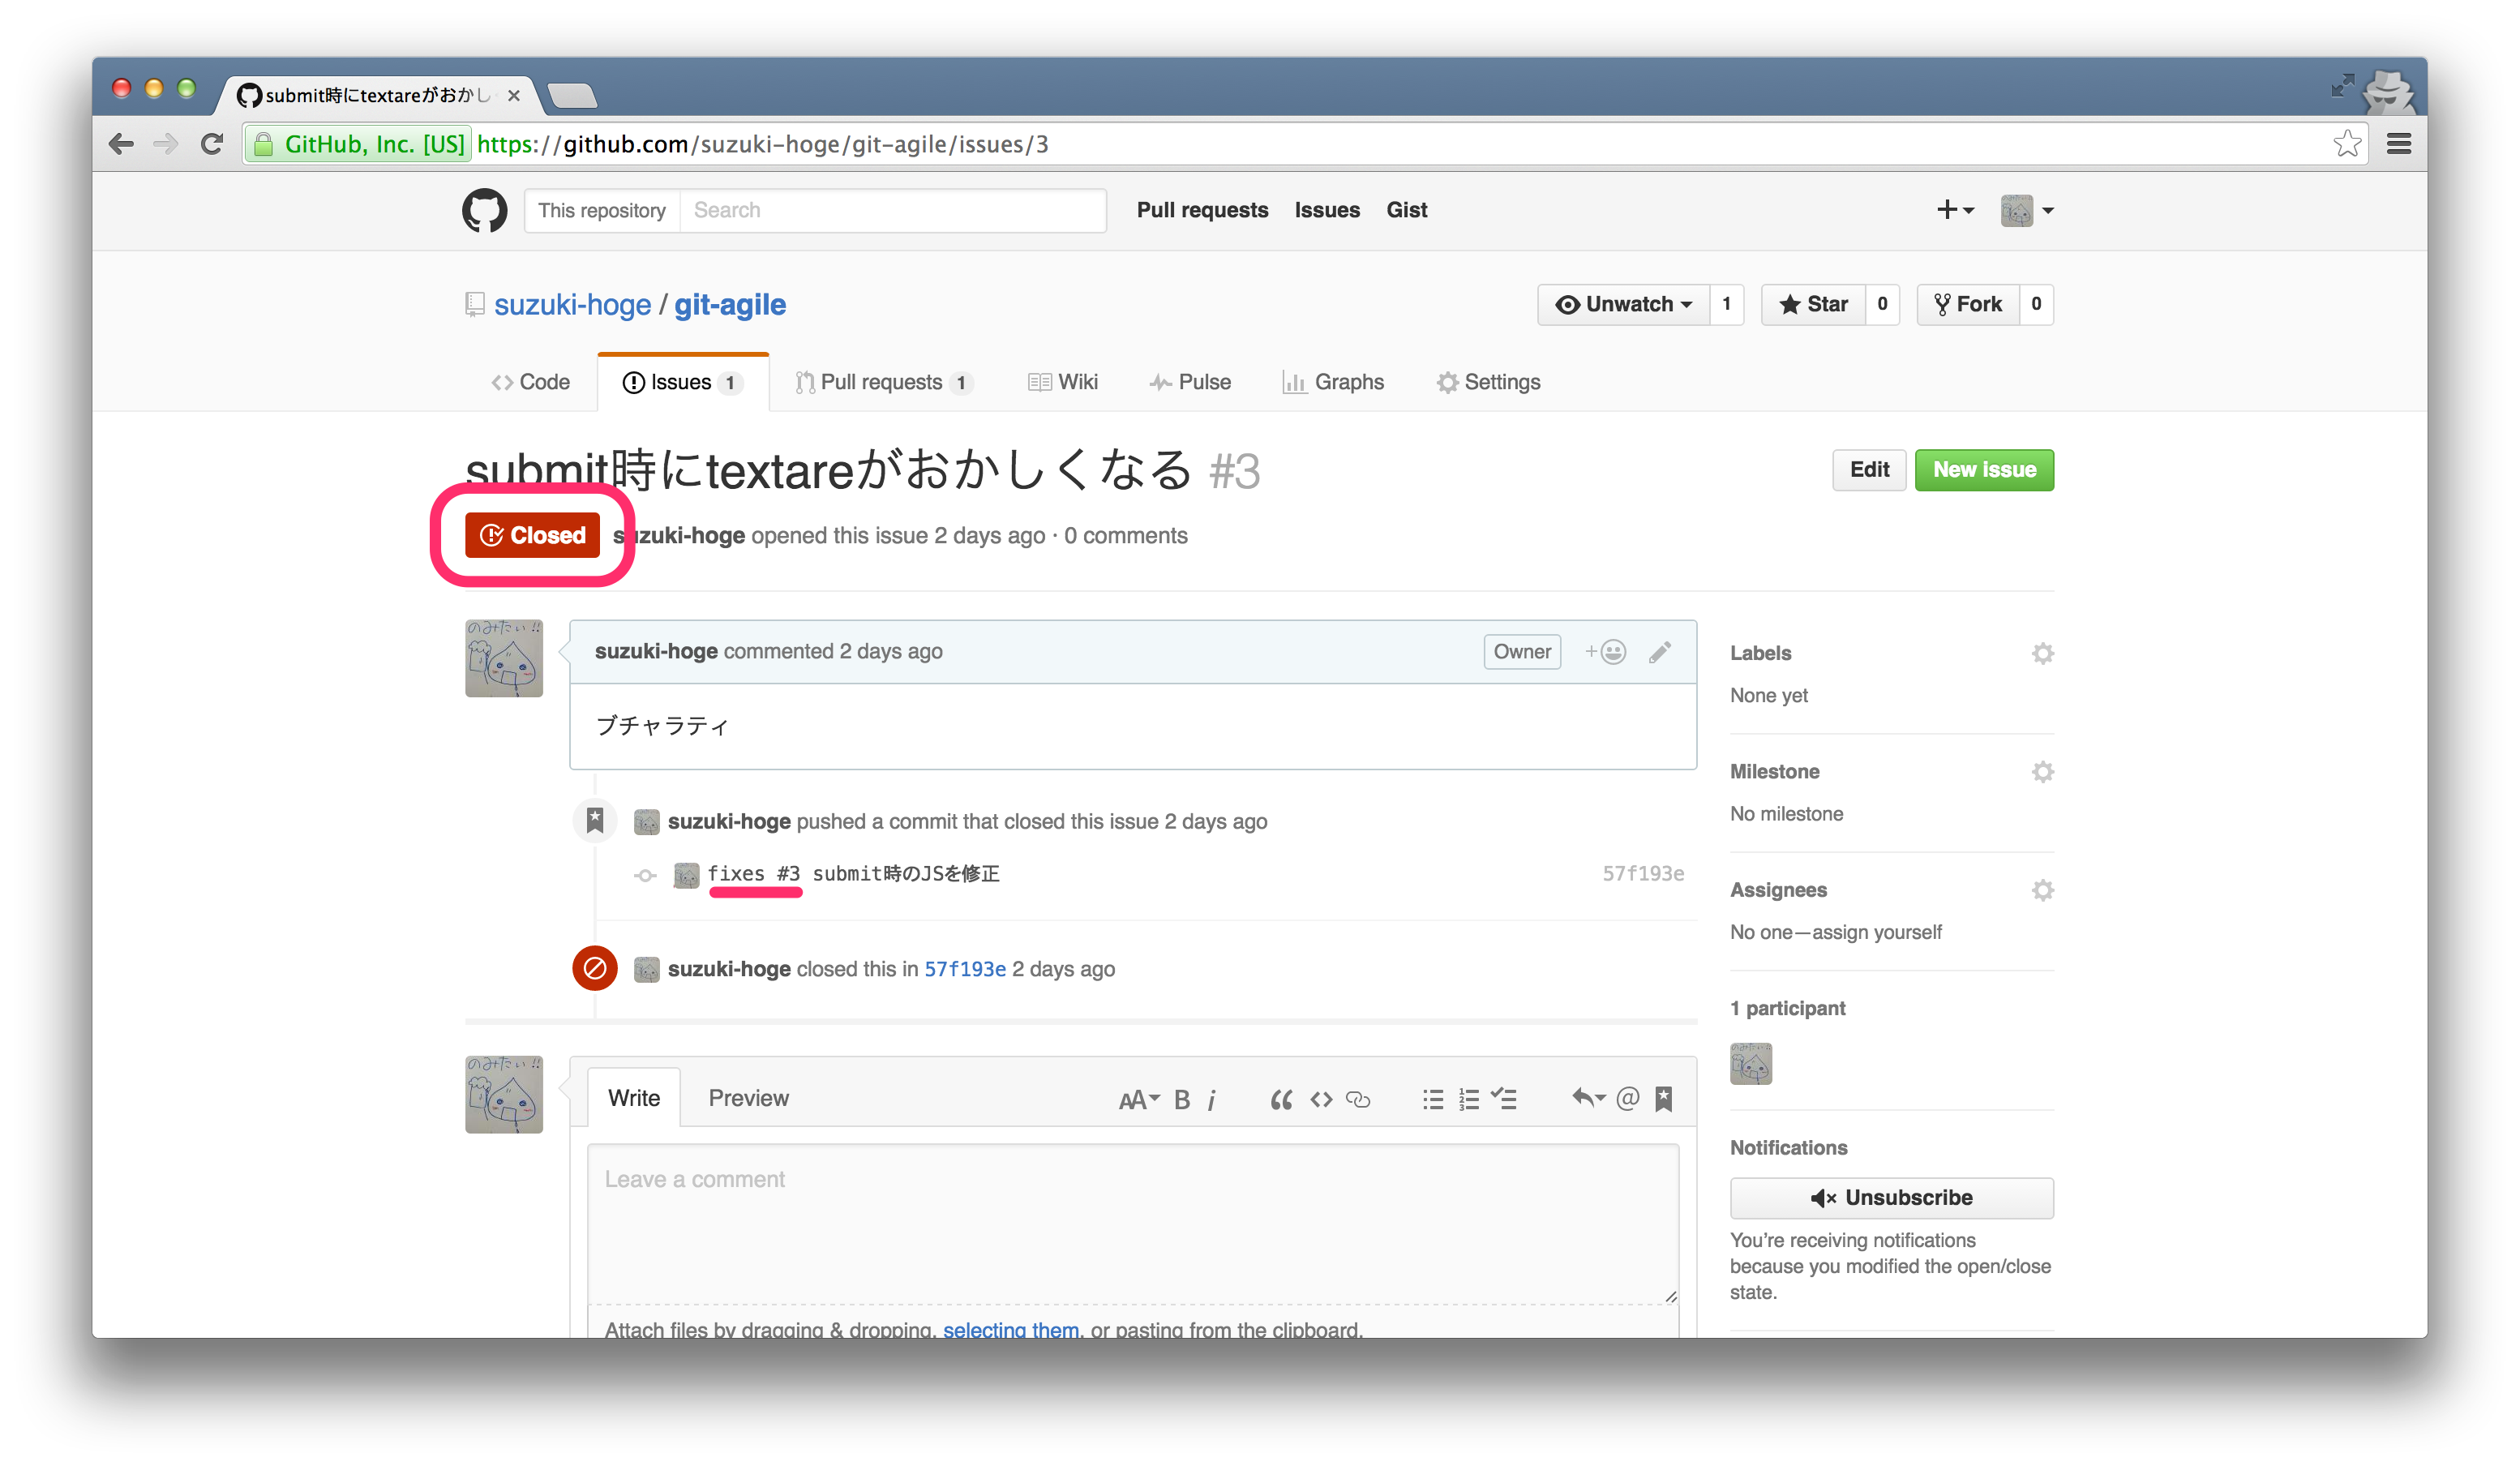 submit時にtextareがおかし
GitHub, Inc. [US] https://github.com/suzuki-hoge/git-agile/issues/3
This repository Search Pull requests Issues Gist
suzuki-hoge / git-agile Unwatch 1 Star 0 Fork 0
Code Issues 1 Pull requests 1 Wiki Pulse Graphs Settings
submit時にtextareがおかしくなる #3 Edit New issue
Closed suzuki-hoge opened this issue 2 days ago · 0 comments
のみたい!!
suzuki-hoge commented 2 days ago Owner
ブチャラティ
suzuki-hoge pushed a commit that closed this issue 2 days ago
fixes #3 submit時のJSを修正 57f193e
suzuki-hoge closed this in 57f193e 2 days ago
Labels
None yet
Milestone
No milestone
Assignees
No one—assign yourself
1 participant
のみたい!!
Write Preview
Leave a comment
Attach files by dragging & dropping, selecting them, or pasting from the clipboard.
Notifications
Unsubscribe
You’re receiving notifications
because you modified the open/close
state.